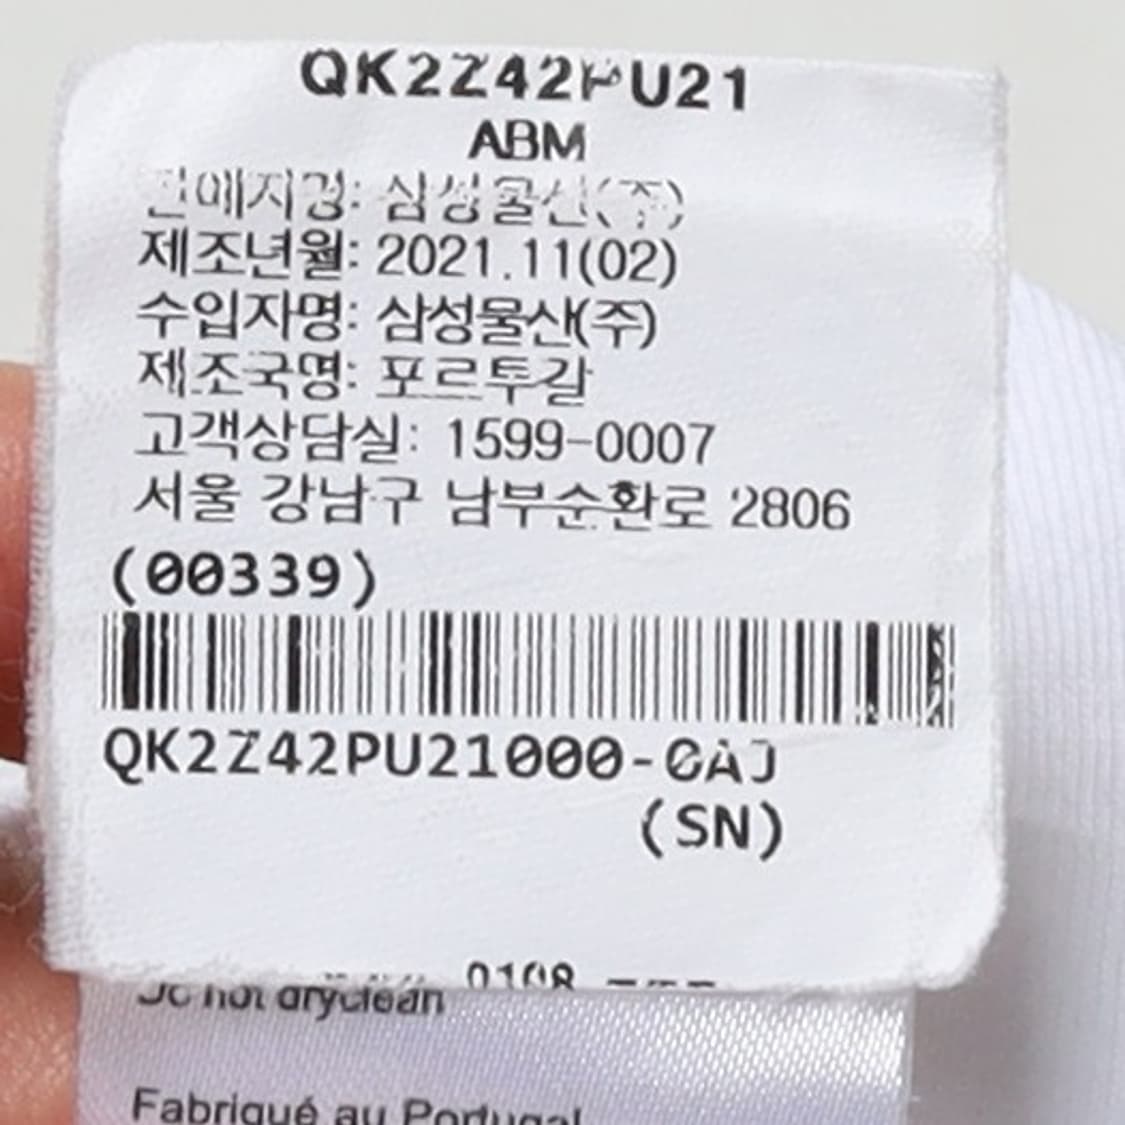 QK2Z42PU21
ABM
판매자명: 삼성물산(주)
제조년월: 2021.11(02)
수입자명: 삼성물산(주)
제조국명: 포르투갈
고객상담실: 1599-0007
서울 강남구 남부순환로 2806
(00339)
QK2Z42PU21000-CAJ
(SN)
0108
Do not dryclean
Fabriqué au Portugal